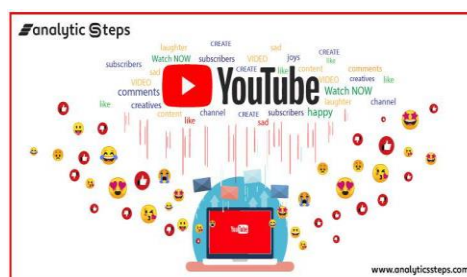 analytic Steps
CREATE
laughter sad
subscribers Watch NOW subscribers VIDEO joys CREATE
like
sad CREATE like content comments
VIDEO creatives
comments YouTube Watch NOW
like creatives laughter channel
content channel CREATE subscribers happy
like sad
YouTube
www.analyticssteps.com